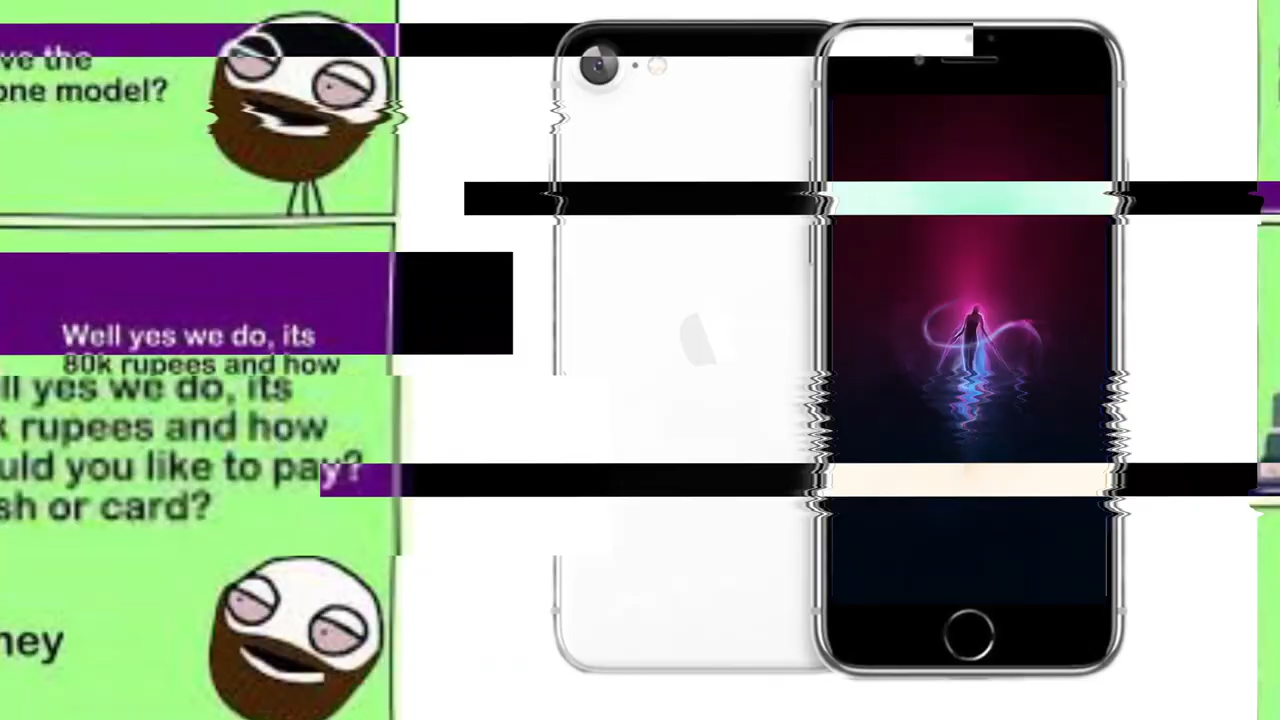 ve the
one model?
Well yes we do, its
80k rupees and how
ll yes we do, its
k rupees and how
uld you like to pay?
sh or card?
ney